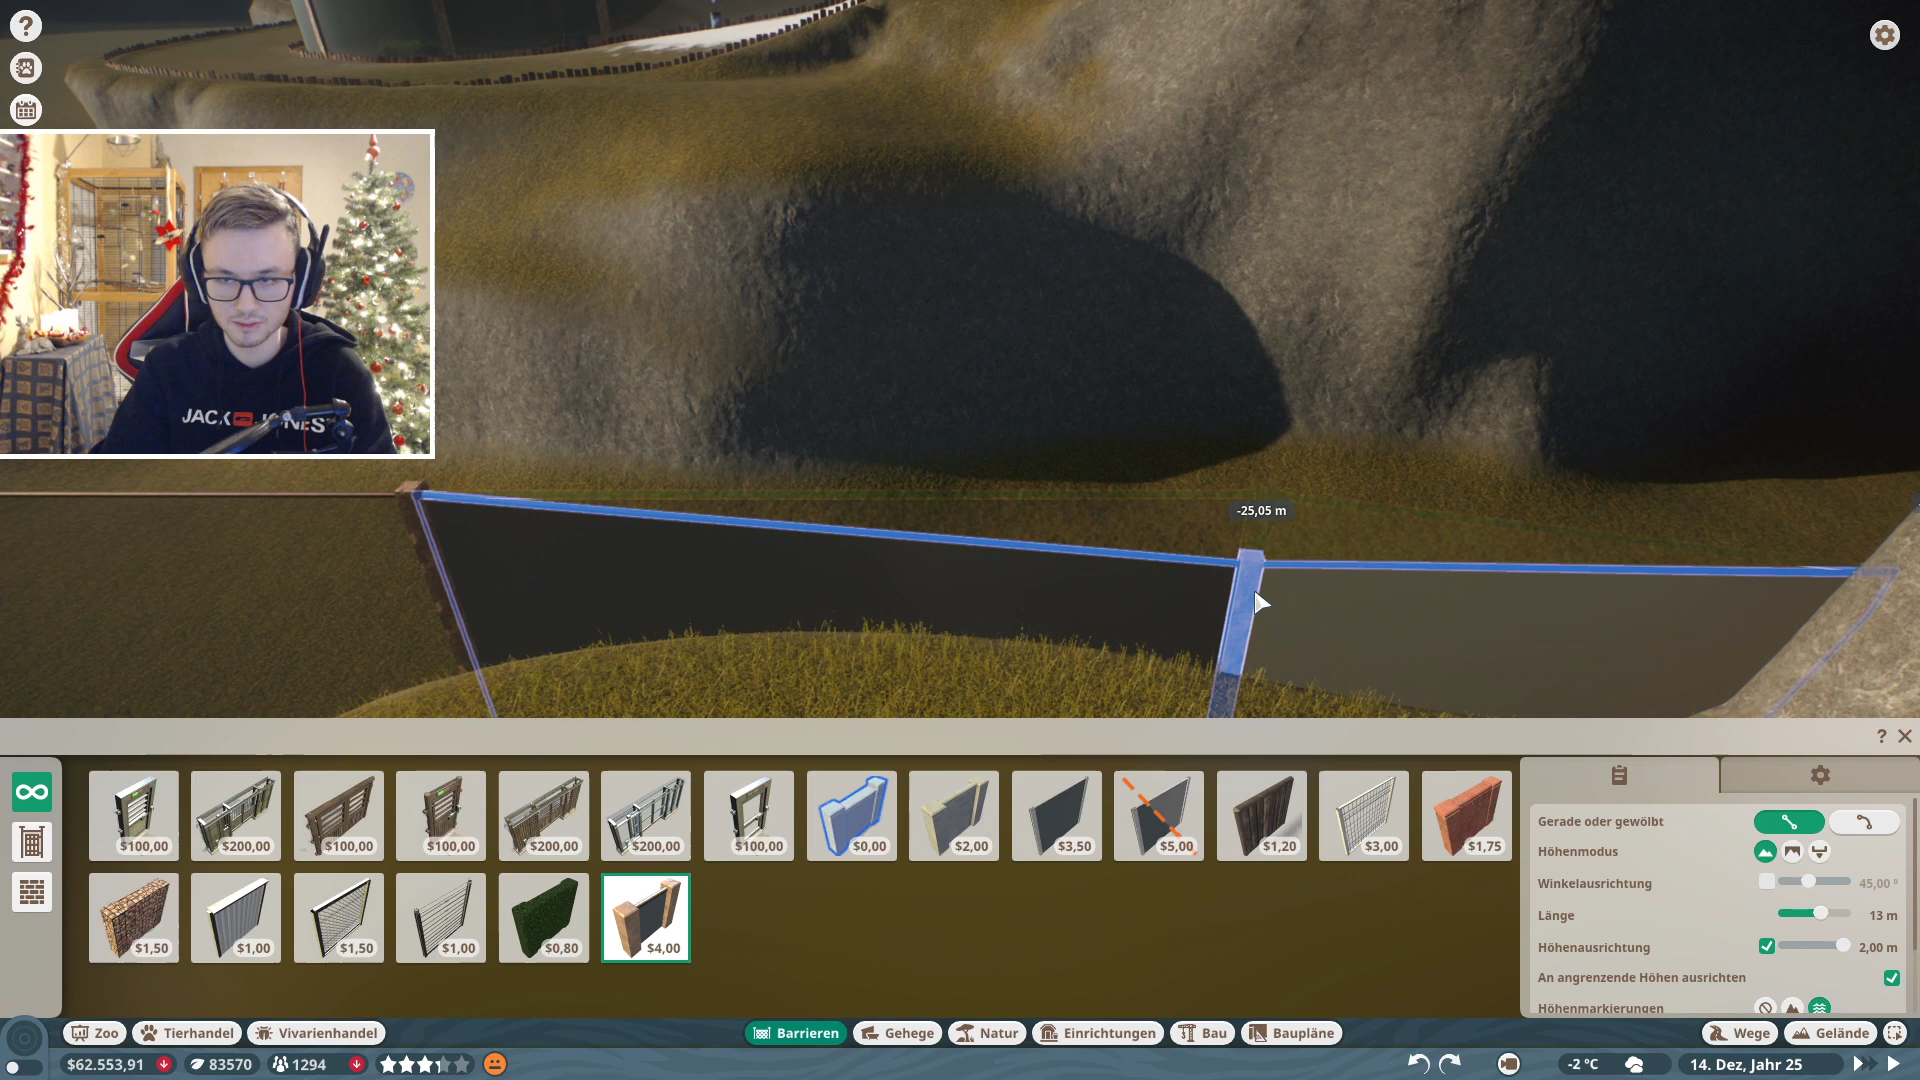 JACK JONES
-25,05 m
?
?
$100,00
$200,00
$100,00
$100,00
$200,00
$200,00
$100,00
$0,00
$2,00
$3,50
$5,00
$1,20
$3,00
$1,75
$1,50
$1,00
$1,50
$1,00
$0,80
$4,00
Gerade oder gewölbt
Höhenmodus
Winkelausrichtung 45,00 °
Länge 13 m
Höhenausrichtung 2,00 m
An angrenzende Höhen ausrichten
Höhenmarkierungen
Zoo Tierhandel Vivarienhandel Barrieren Gehege Natur Einrichtungen Bau Baupläne Wege Gelände
$62.553,91 83570 1294 -2 °C 14. Dez, Jahr 25